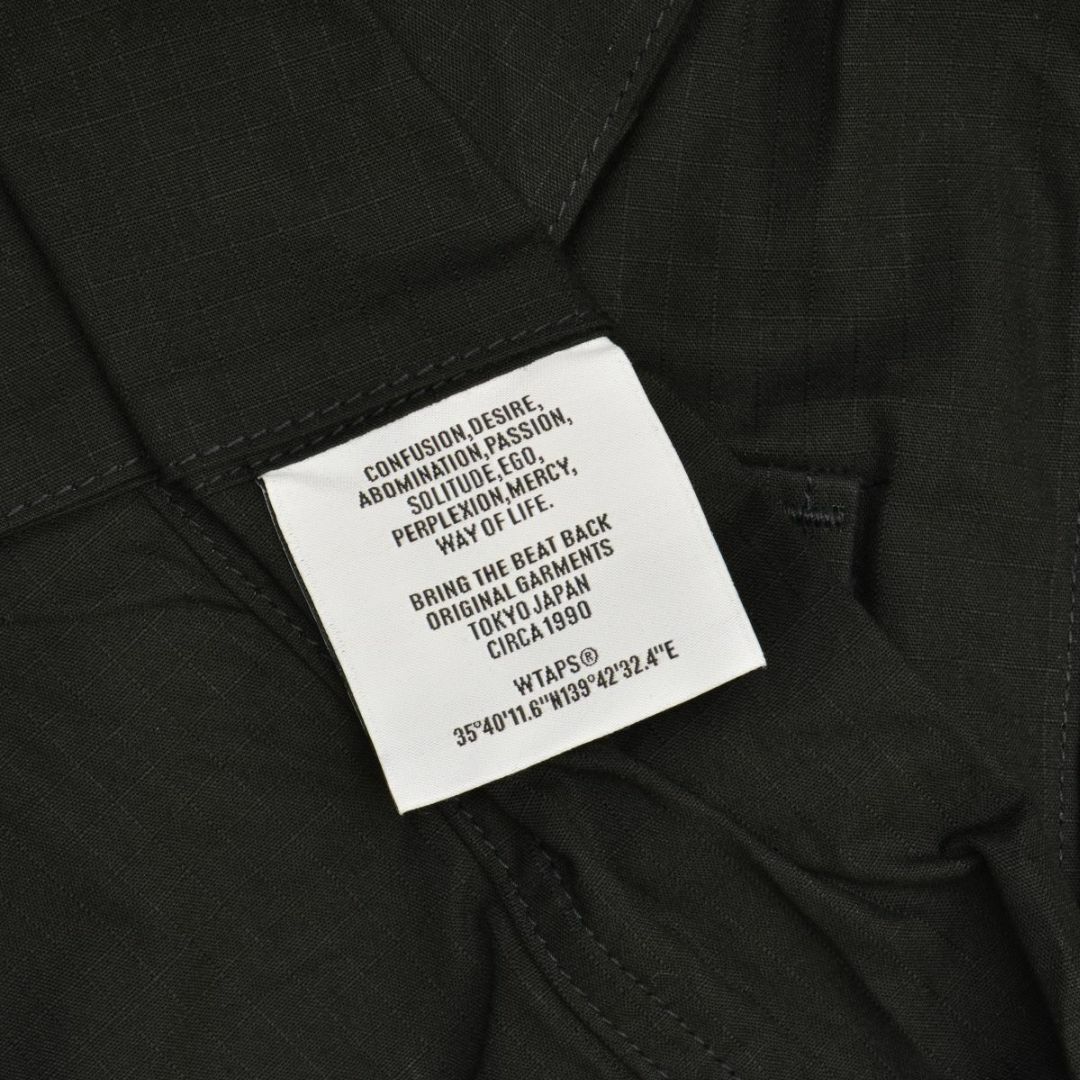 CONFUSION,DESIRE,
ABOMINATION,PASSION,
SOLITUDE,EGO,
PERPLEXION,MERCY,
WAY OF LIFE.
BRING THE BEAT BACK
ORIGINAL GARMENTS
TOKYO JAPAN
CIRCA 1990
WTAPS®
35°40'11.6"N139°42'32.4"E